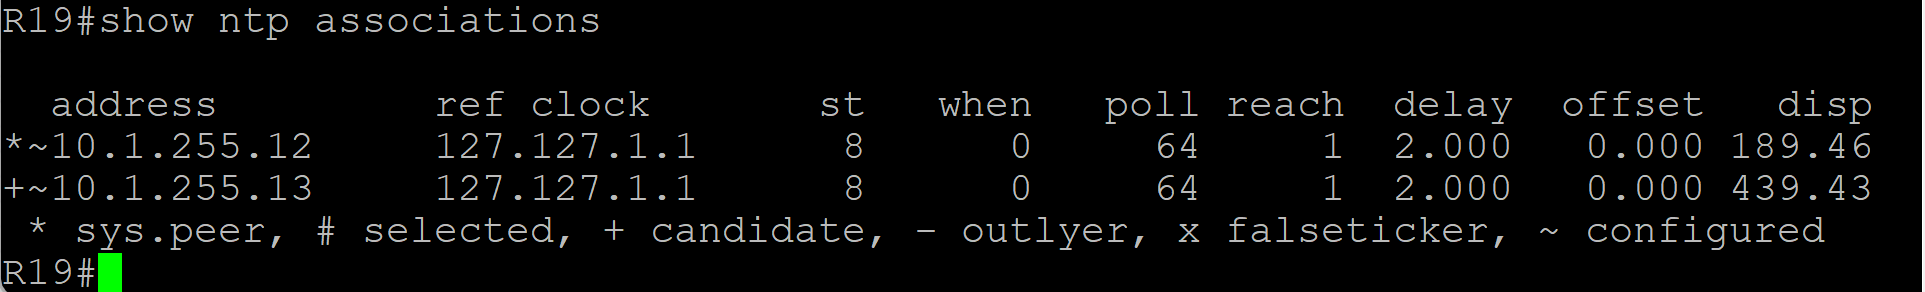 R19#show ntp associations
address ref clock st when poll reach delay offset disp
*~10.1.255.12 127.127.1.1 8 0 64 1 2.000 0.000 189.46
+~10.1.255.13 127.127.1.1 8 0 64 1 2.000 0.000 439.43
* sys.peer, # selected, + candidate, - outlyer, x falseticker, ~ configured
R19#